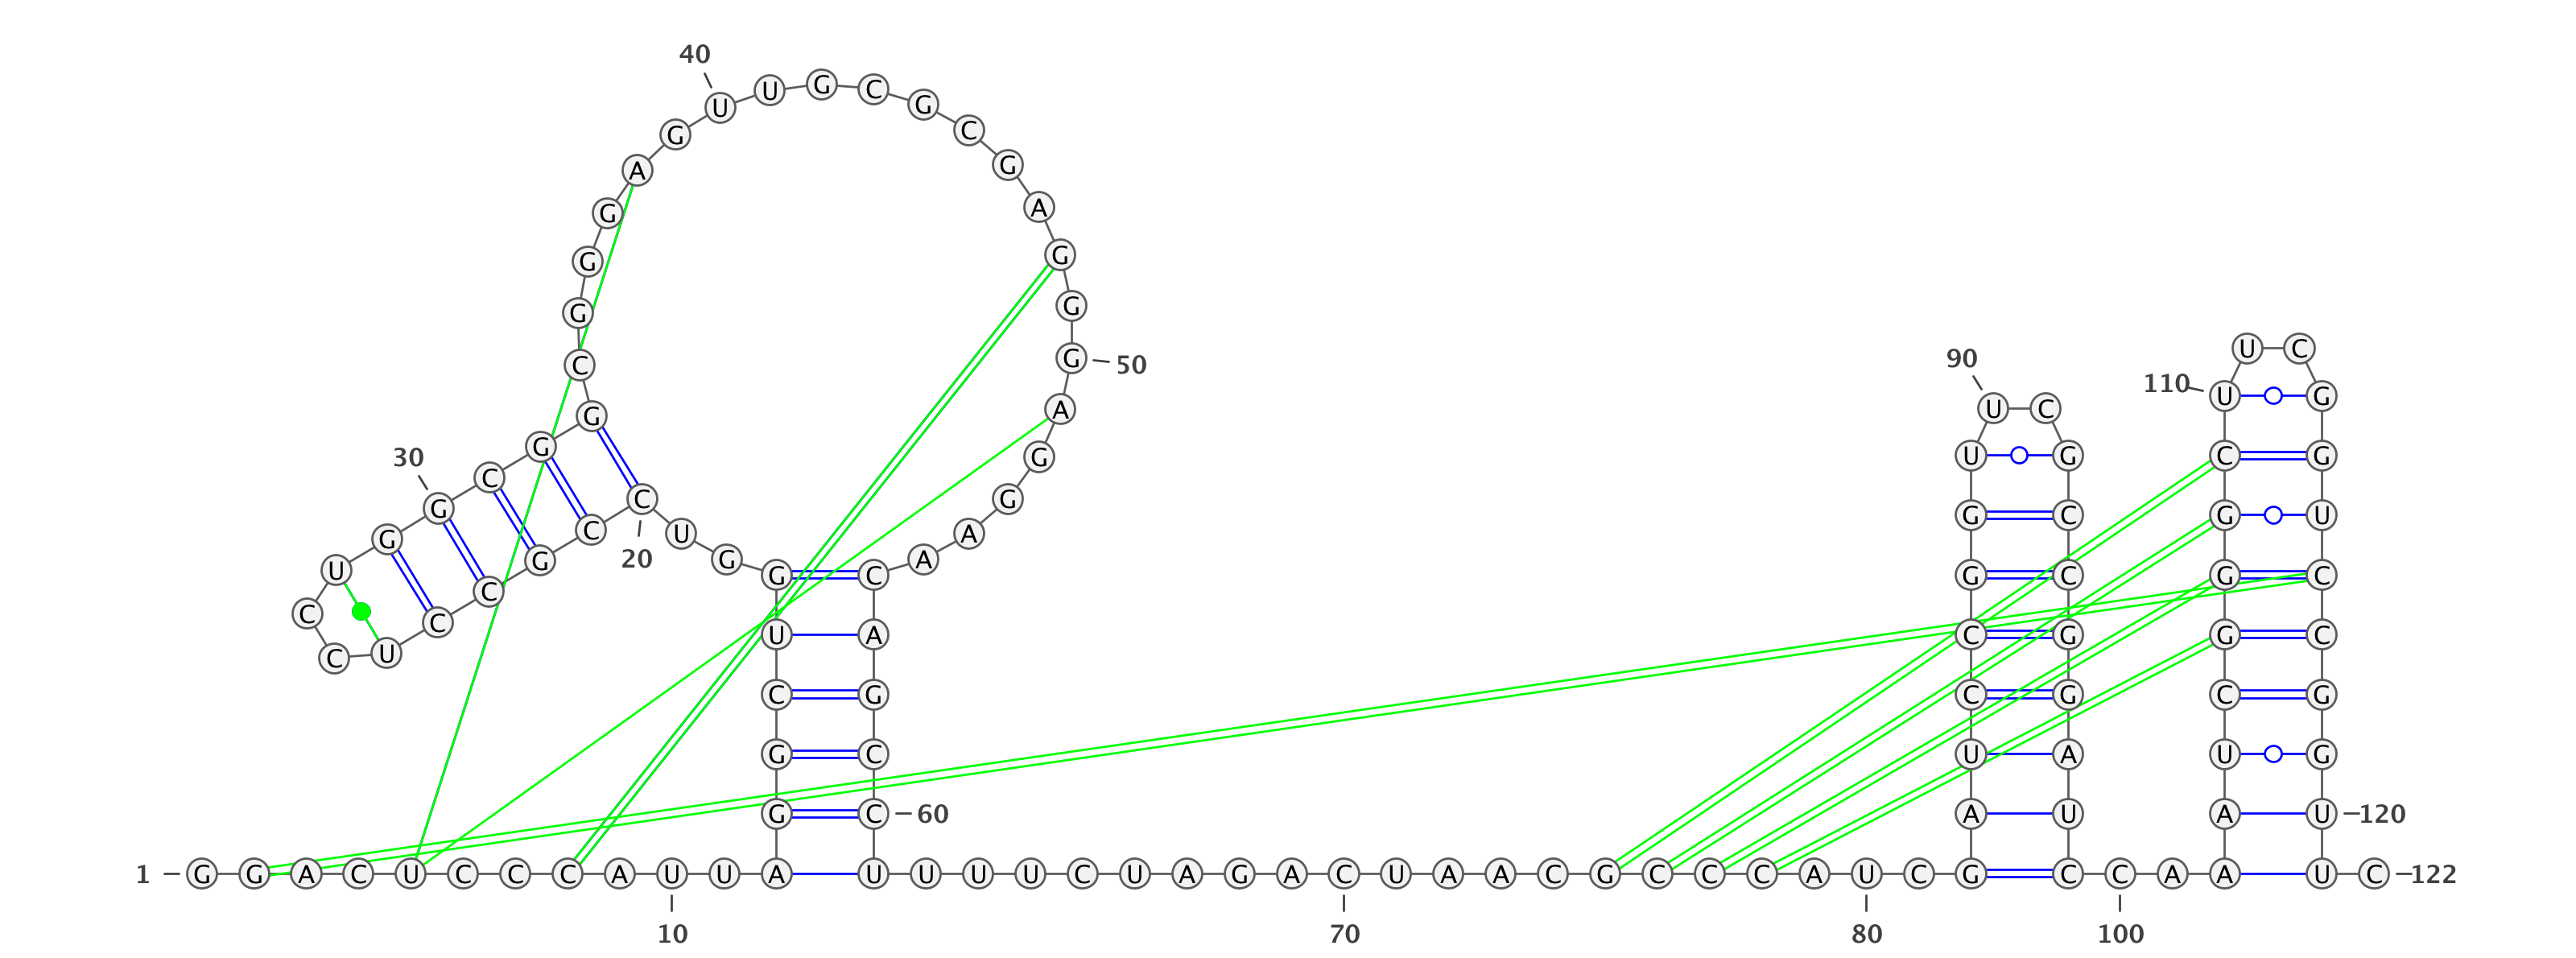 40
U U G C G
G C
A G
G A
G G
G G
U C
90 C G 50
110 U G
U C
G A
30 U G C G
G G
C G C
G G C G U
C U A
G C G A
20
U G C G C G C
C
C
C U A C G G C
C U
C G C G C G
G C U A U G
G C 60 A U A U 120
1 G G A C U C C C A U U A U U U U C U A G A C U A A C G C C C A U C G C C A A U C 122
10 70 80 100